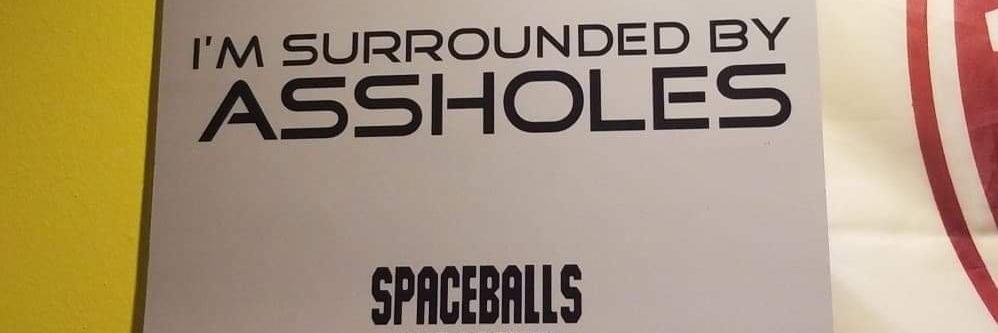 I'M SURROUNDED BY
ASSHOLES
SPACEBALLS